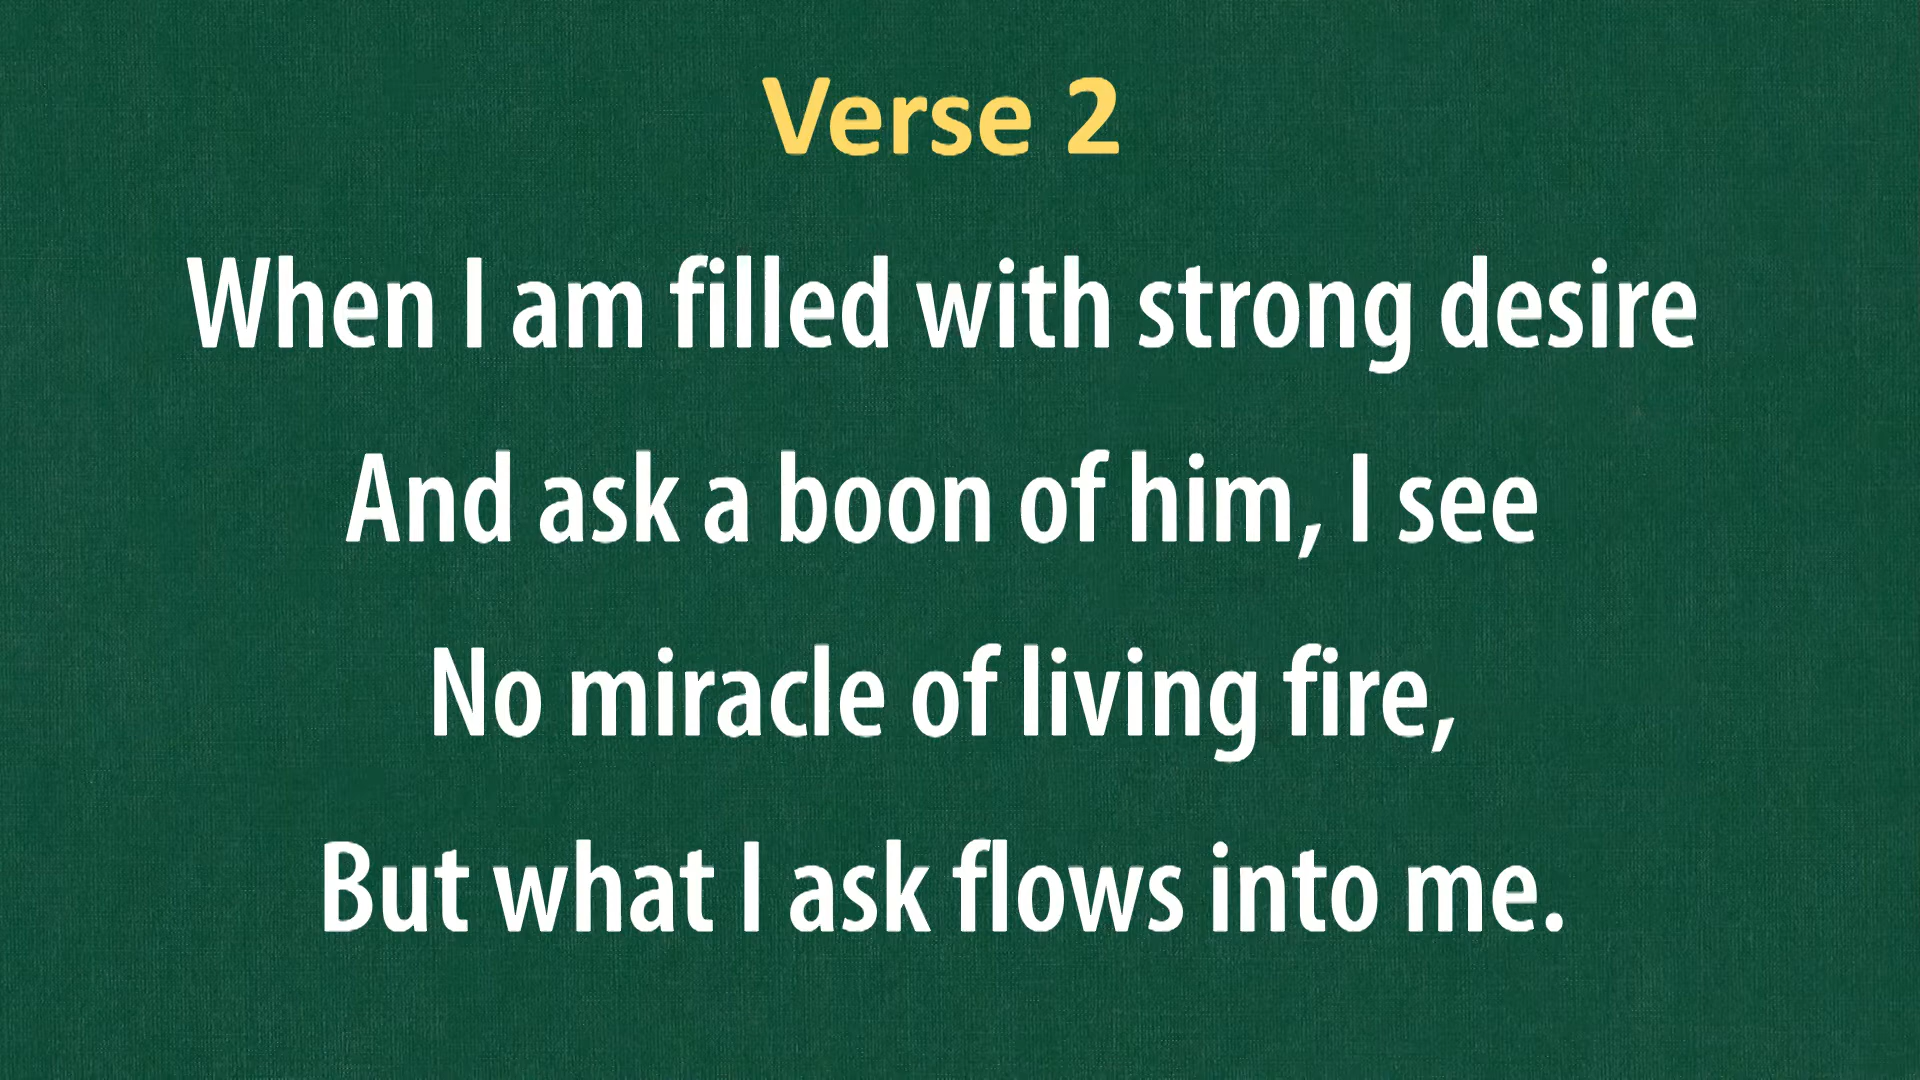 Verse 2
When I am filled with strong desire
And ask a boon of him, I see
No miracle of living fire,
But what I ask flows into me.